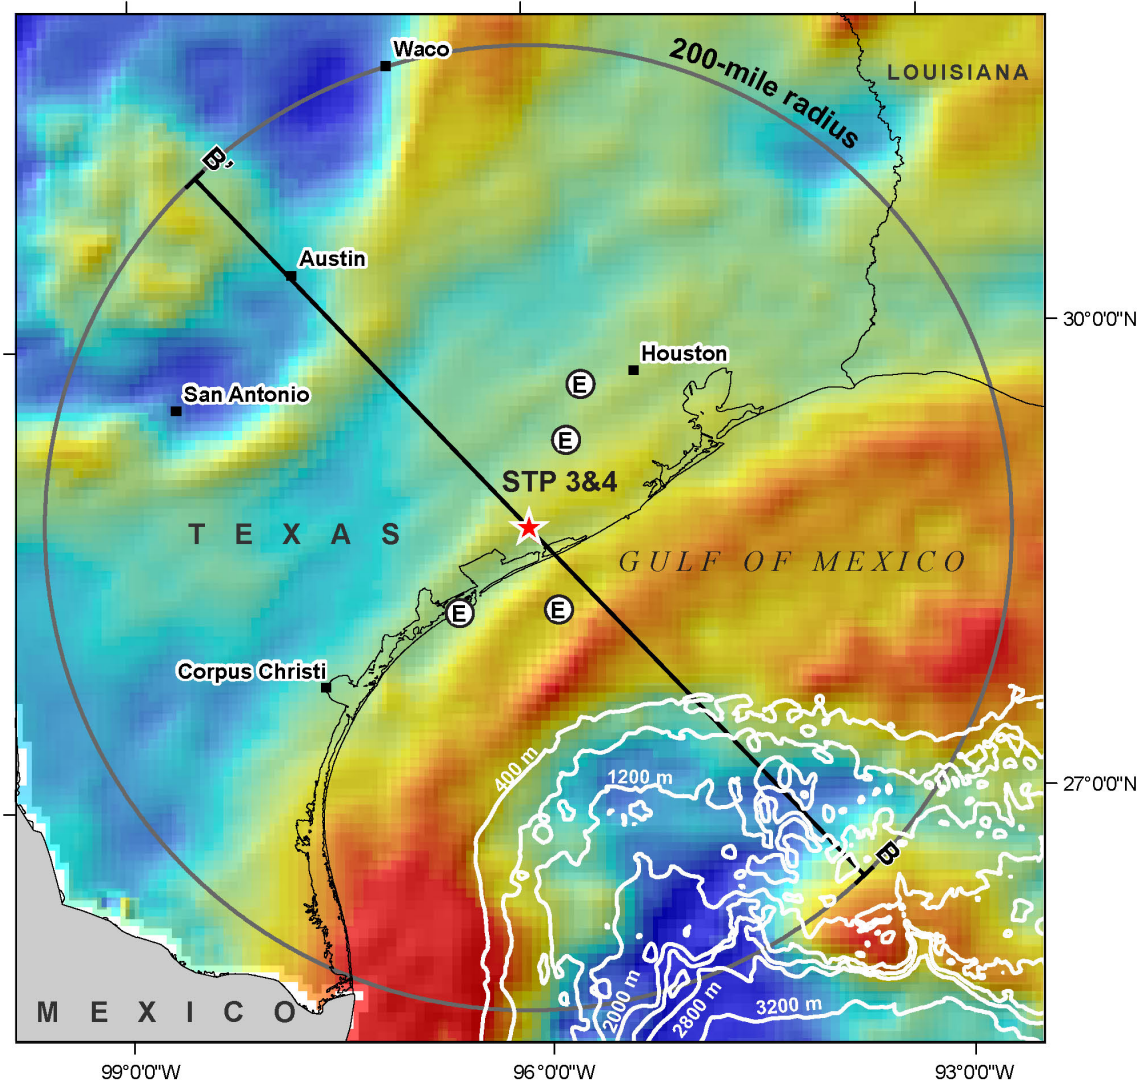 Waco
200-mile radius
LOUISIANA
B’
Austin
30°0'0"N
Houston
E
San Antonio
E
STP 3&4
T E X A S
GULF OF MEXICO
E
E
Corpus Christi
400 m
1200 m
27°0'0"N
B
2000 m
2800 m
3200 m
M E X I C O
99°0'0"W
96°0'0"W
93°0'0"W